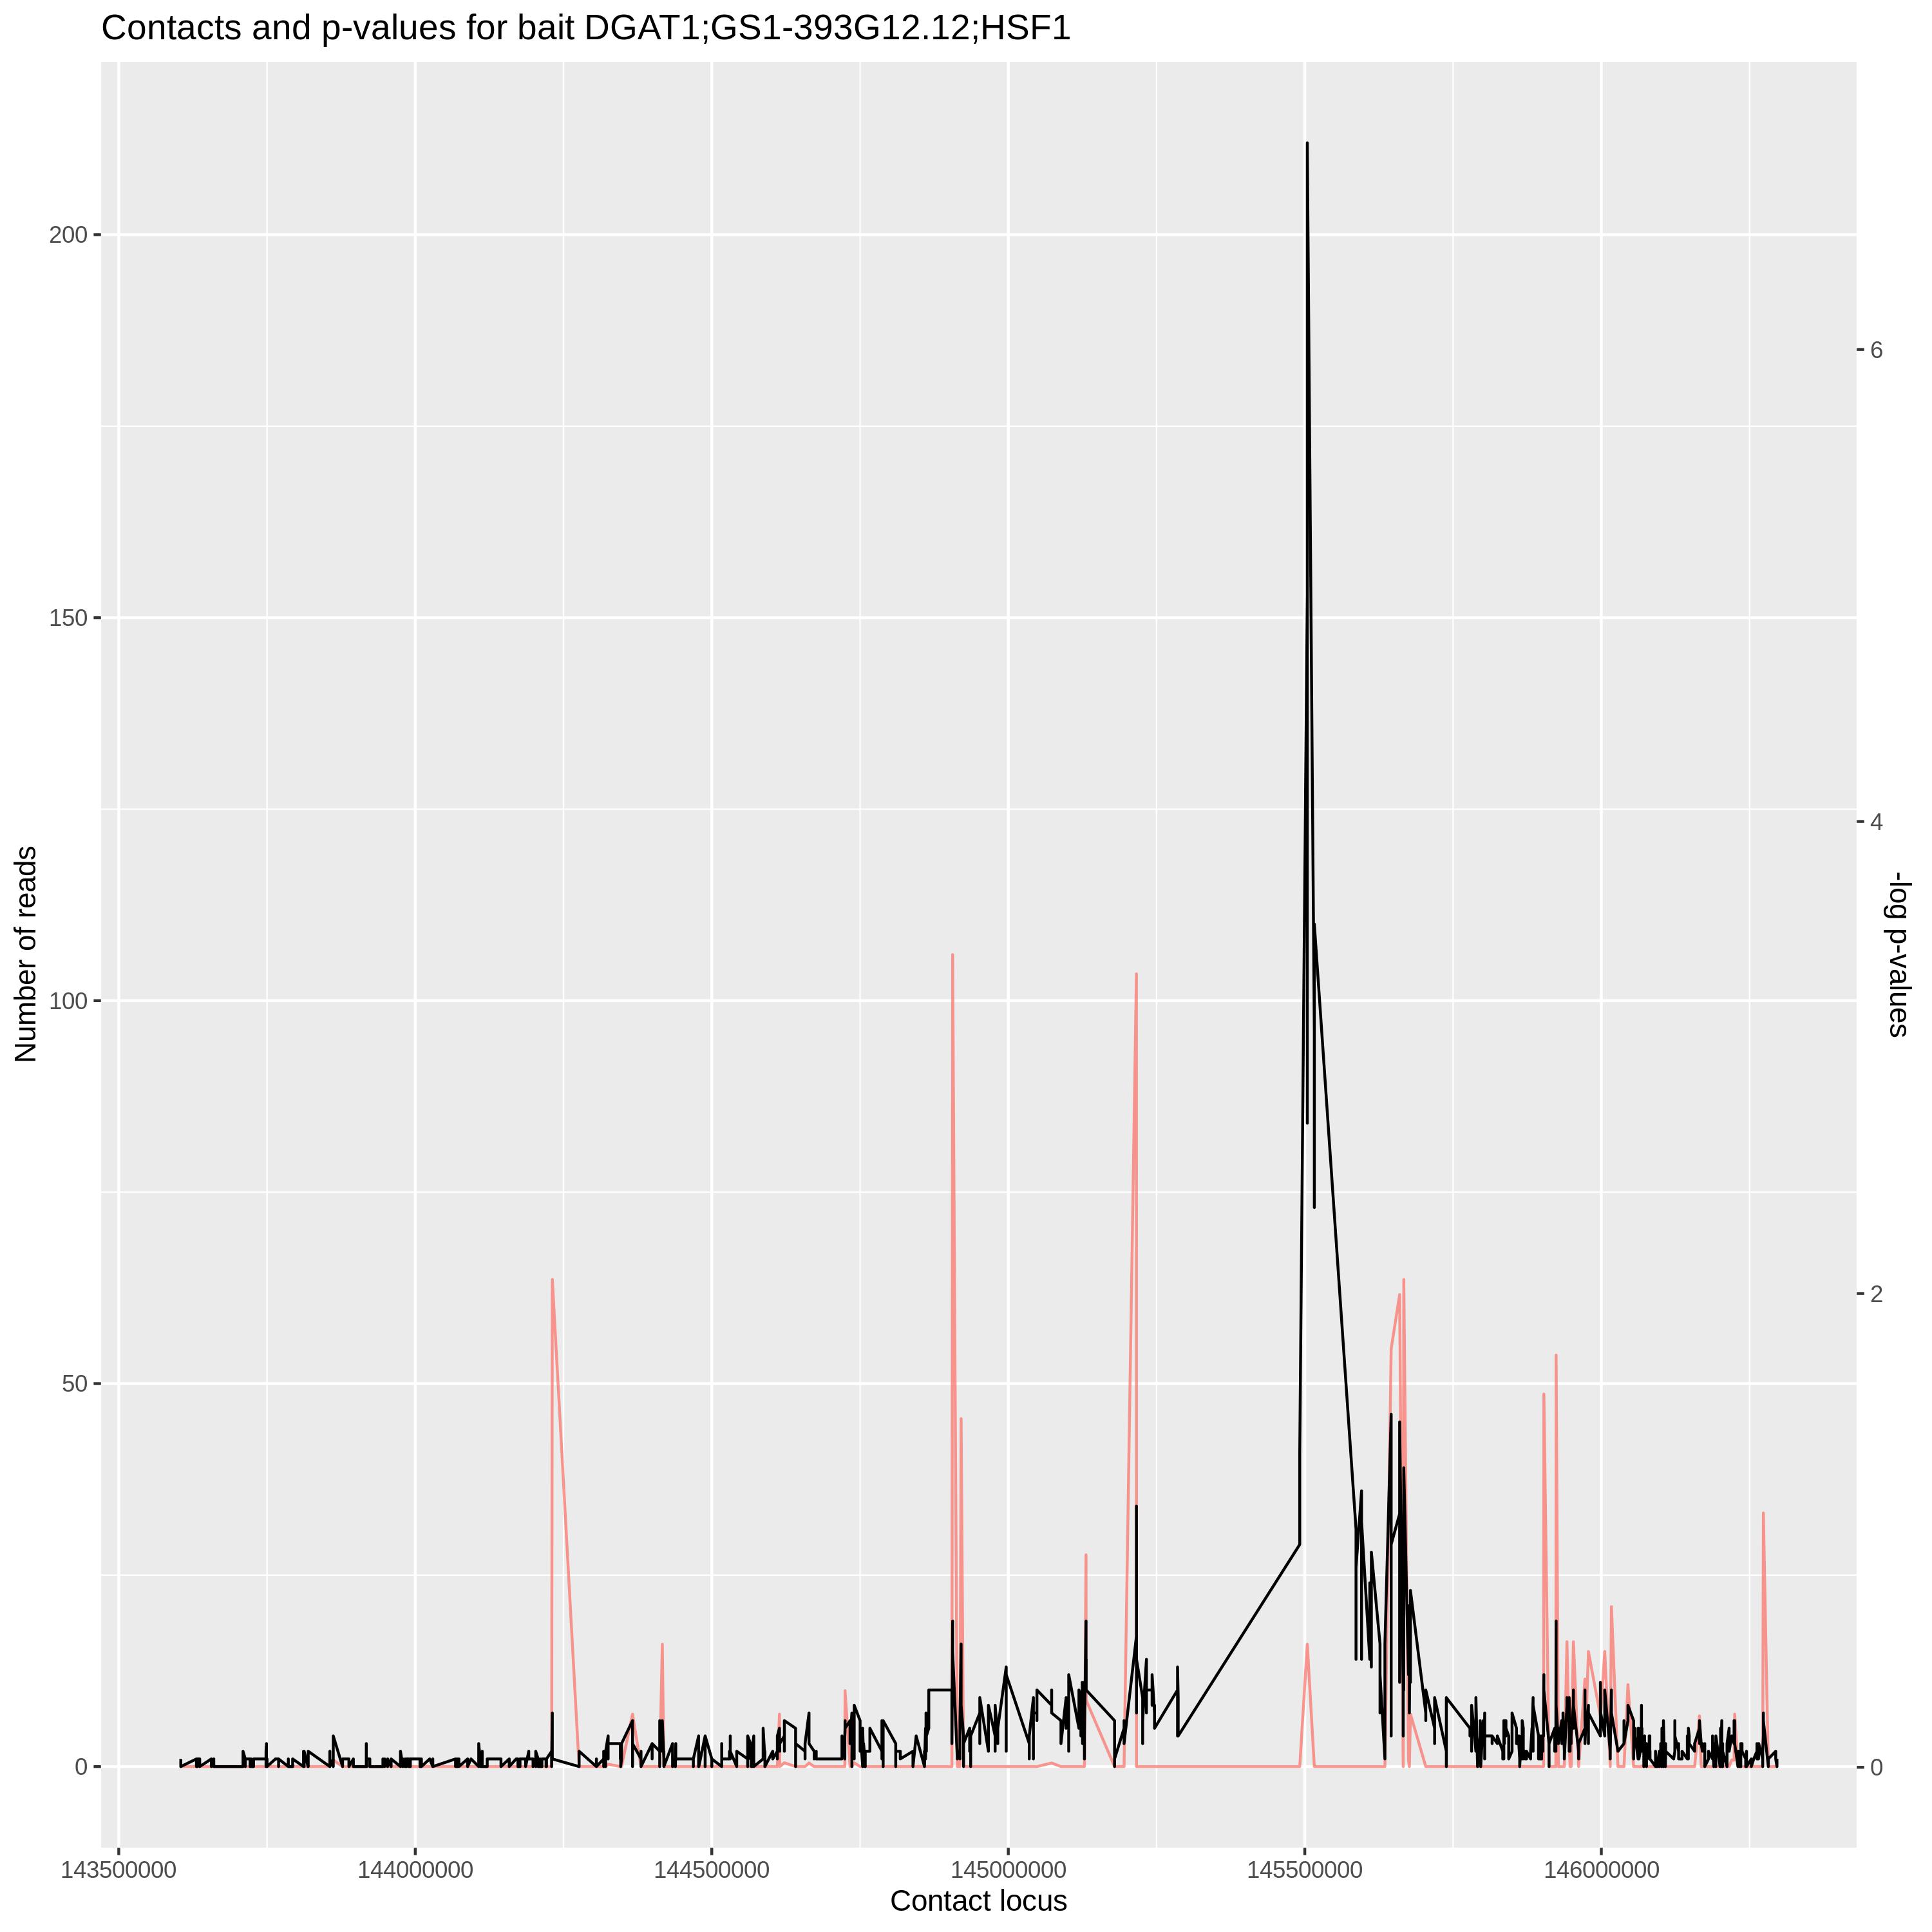 Contacts and p-values for bait DGAT1;GS1-393G12.12;HSF1
200
150
100
50
0
Number of reads
6
4
2
0
-log p-values
143500000 144000000 144500000 145000000 145500000 146000000
Contact locus